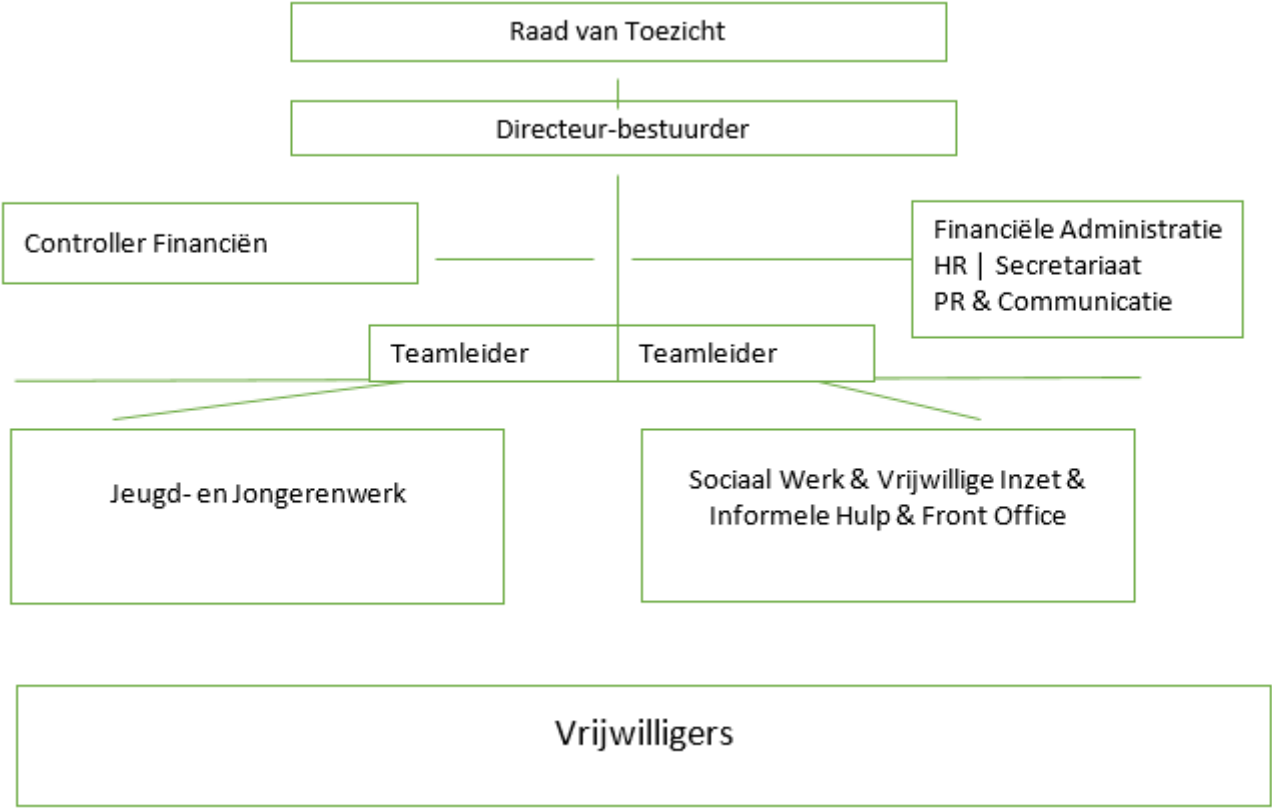 Raad van Toezicht
Directeur-bestuurder
Controller Financiën
Financiële Administratie
HR | Secretariaat
PR & Communicatie
Teamleider
Teamleider
Jeugd- en Jongerenwerk
Sociaal Werk & Vrijwillige Inzet &
Informele Hulp & Front Office
Vrijwilligers